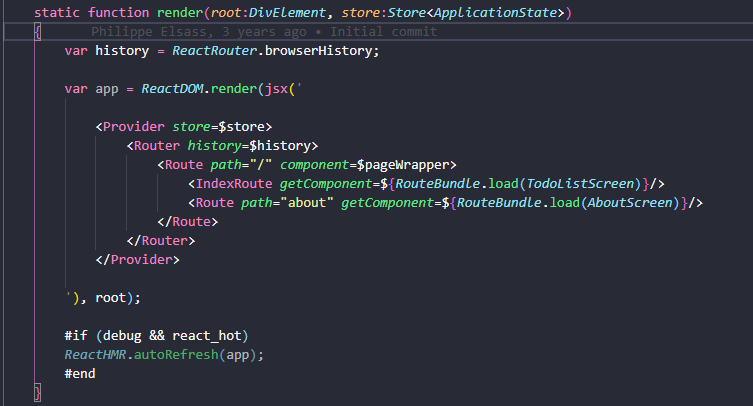 static function render(root:DivElement, store:Store<ApplicationState>)
{ Philippe Elsass, 3 years ago • Initial commit
var history = ReactRouter.browserHistory;
var app = ReactDOM.render(jsx('
<Provider store=$store>
<Router history=$history>
<Route path="/" component=$pageWrapper>
<IndexRoute getComponent=${RouteBundle.load(TodoListScreen)}/>
<Route path="about" getComponent=${RouteBundle.load(AboutScreen)}/>
</Route>
</Router>
</Provider>
'), root);
#if (debug && react_hot)
ReactHMR.autoRefresh(app);
#end
}